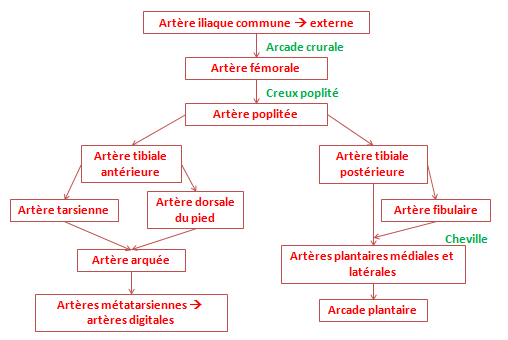 Artère iliaque commune → externe
Arcade crurale
Artère fémorale
Creux poplité
Artère poplitée
Artère tibiale
antérieure
Artère tibiale
postérieure
Artère tarsienne
Artère dorsale
du pied
Artère fibulaire
Cheville
Artère arquée
Artères plantaires médiales et
latérales
Artères métatarsiennes →
artères digitales
Arcade plantaire